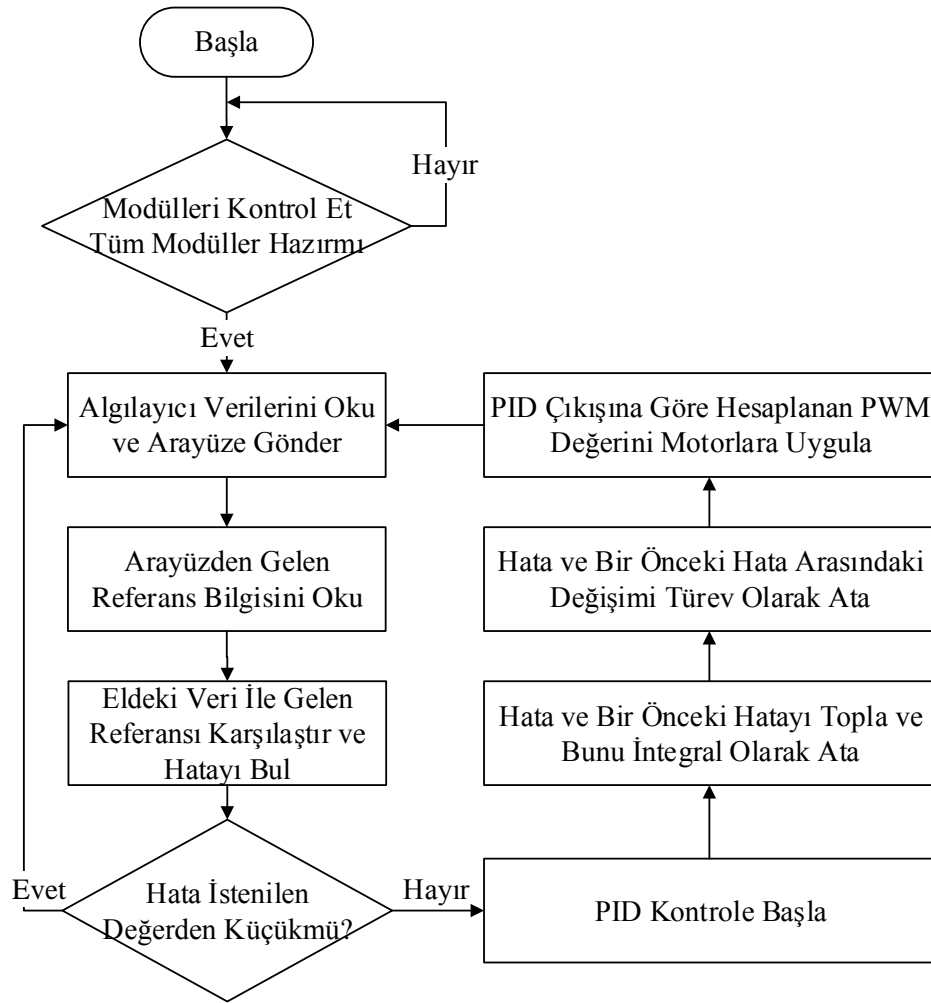 Başla
Hayır
Modülleri Kontrol Et
Tüm Modüller Hazırmı
Evet
Algılayıcı Verilerini Oku
ve Arayüze Gönder
PID Çıkışına Göre Hesaplanan PWM
Değerini Motorlara Uygula
Arayüzden Gelen
Referans Bilgisini Oku
Hata ve Bir Önceki Hata Arasındaki
Değişimi Türev Olarak Ata
Eldeki Veri İle Gelen
Referansı Karşılaştır ve
Hatayı Bul
Hata ve Bir Önceki Hatayı Topla ve
Bunu İntegral Olarak Ata
Evet
Hata İstenilen
Değerden Küçükmü?
Hayır
PID Kontrole Başla